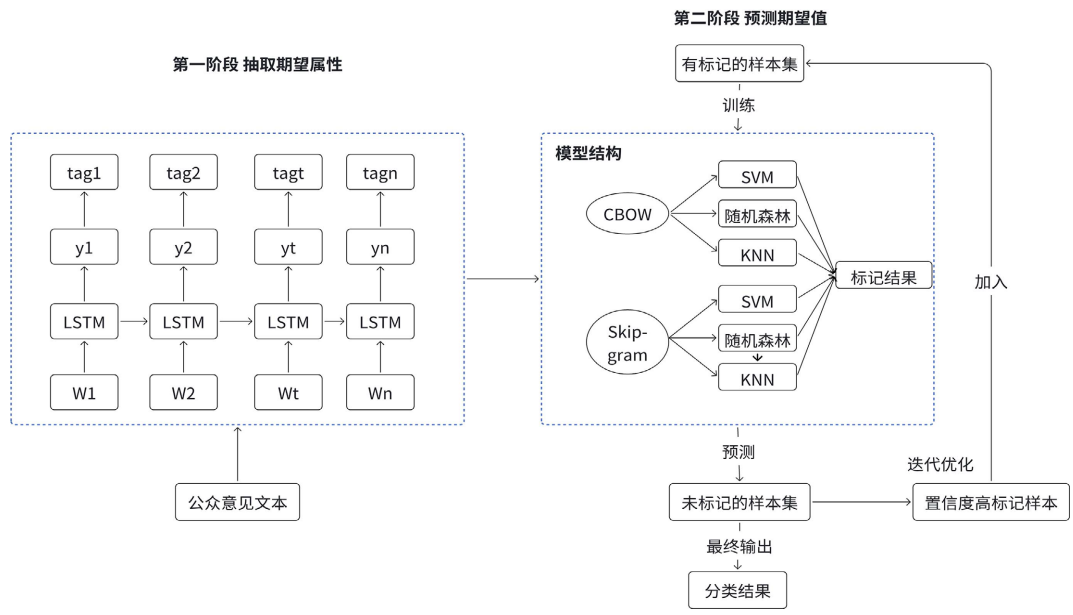 第一阶段 抽取期望属性
tag1 tag2 tagt tagn
y1 y2 yt yn
LSTM LSTM LSTM LSTM
W1 W2 Wt Wn
公众意见文本
第二阶段 预测期望值
有标记的样本集
训练
模型结构
CBOW
SVM
随机森林
KNN
Skip-
gram
SVM
随机森林
KNN
标记结果
加入
预测
迭代优化
未标记的样本集
置信度高标记样本
最终输出
分类结果